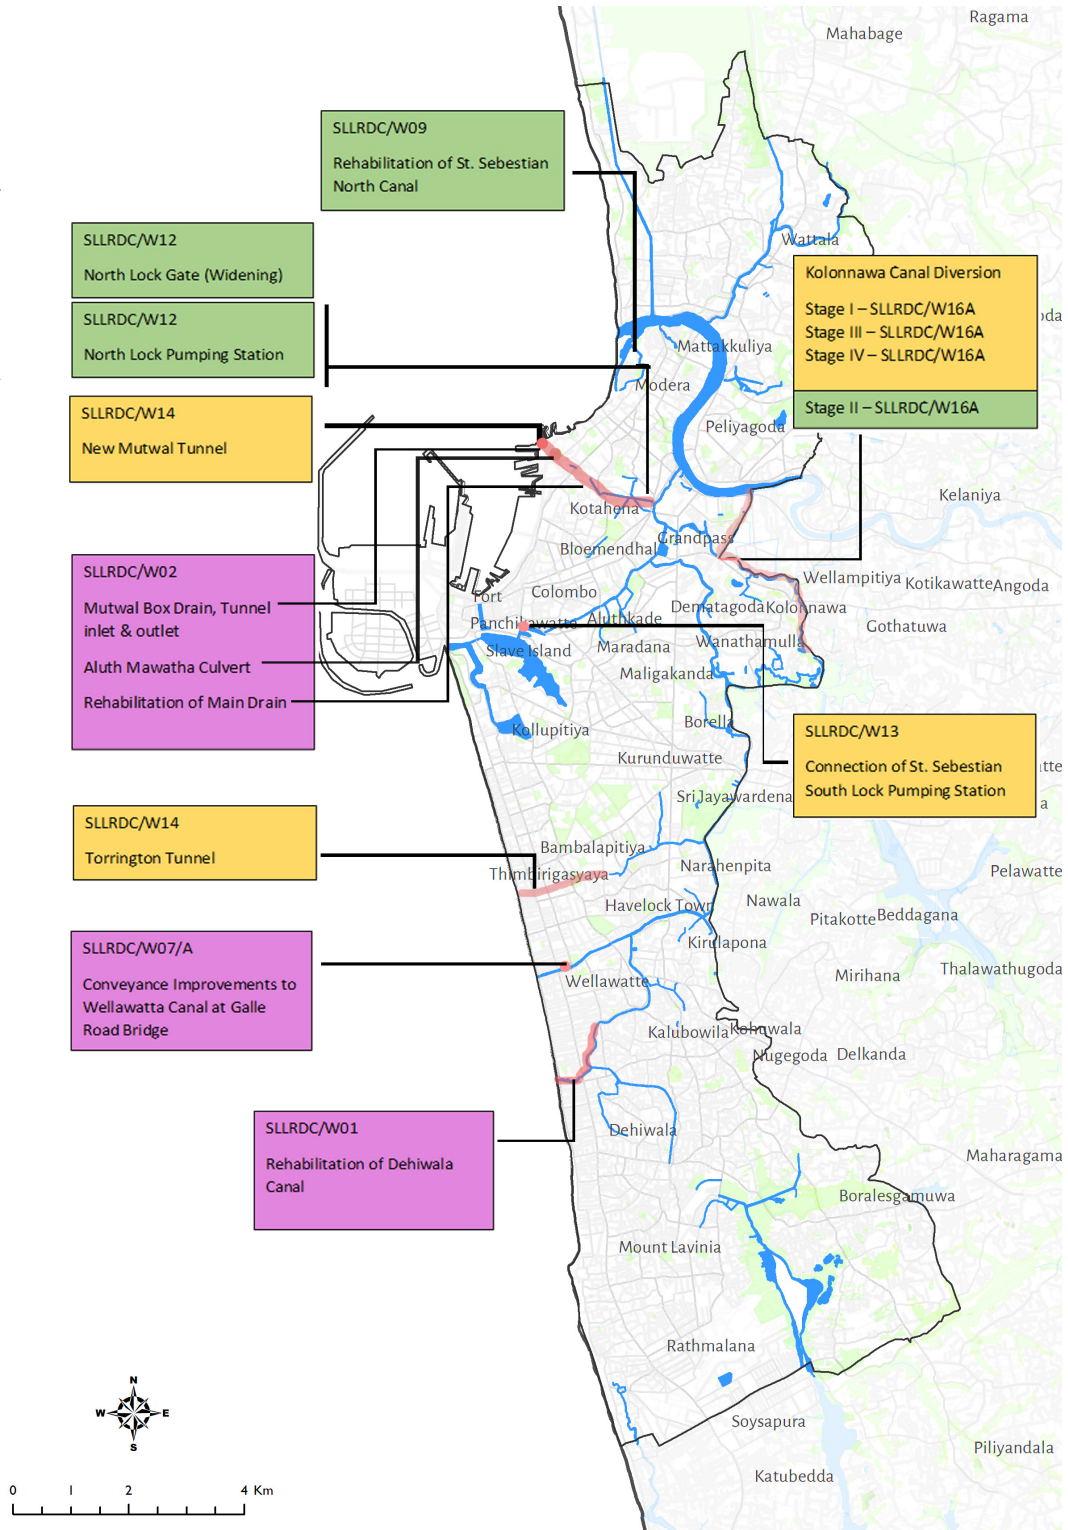 Ragama
Mahabage
SLLRDC/W09
Rehabilitation of St. Sebestian
North Canal
SLLRDC/W12
North Lock Gate (Widening)
SLLRDC/W12
North Lock Pumping Station
Wattala
Kolonnawa Canal Diversion
Stage I – SLLRDC/W16A
Stage III – SLLRDC/W16A
Stage IV – SLLRDC/W16A
Stage II – SLLRDC/W16A
oda
Mattakkuliya
Modera
Peliyagoda
SLLRDC/W14
New Mutwal Tunnel
Kelaniya
Kotahena
Grandpass
Bloemendhal
SLLRDC/W02
Mutwal Box Drain, Tunnel
inlet & outlet
Aluth Mawatha Culvert
Rehabilitation of Main Drain
Wellampitiya
Kotikawatte
Angoda
Fort
Colombo
Dematagoda
Kolonnawa
Panchikawatte
Aluthkade
Gothatuwa
Slave Island
Maradana
Wanathamulla
Maligakanda
Kollupitiya
Borella
SLLRDC/W13
Connection of St. Sebestian
South Lock Pumping Station
Kurunduwatte
atte
Sri Jayawardena
a
SLLRDC/W14
Torrington Tunnel
Bambalapitiya
Thimbirigasyaya
Narahenpita
Pelawatte
Havelock Town
Nawala
Pitakotte
Beddagana
SLLRDC/W07/A
Conveyance Improvements to
Wellawatta Canal at Galle
Road Bridge
Kirulapona
Wellawatte
Mirihana
Thalawathugoda
Kalubowila
Kohuwala
Nugegoda
Delkanda
SLLRDC/W01
Rehabilitation of Dehiwala
Canal
Dehiwala
Maharagama
Boralesgamuwa
Mount Lavinia
Rathmalana
Soysapura
Piliyandala
Katubedda
N
W
E
S
0 1 2 4 Km